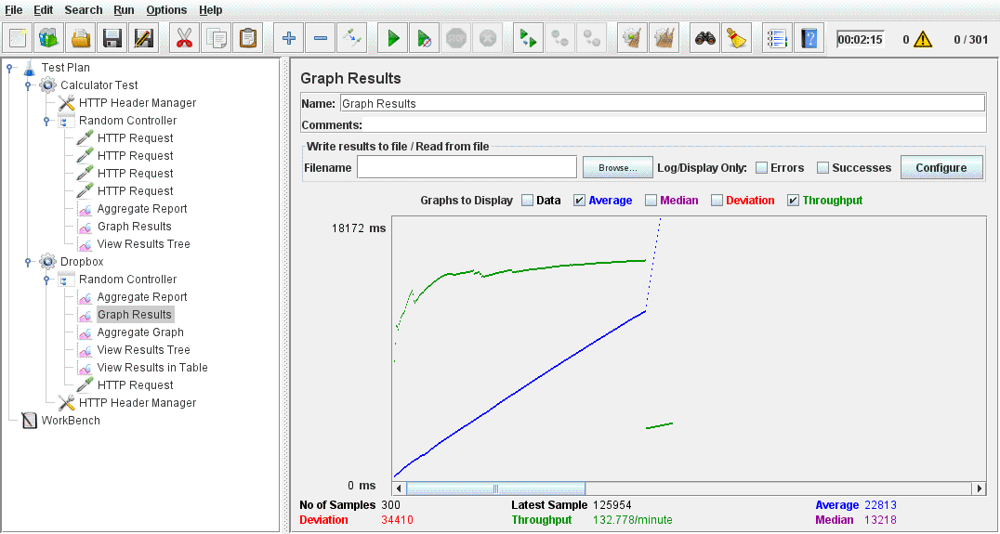 File Edit Search Run Options Help
00:02:15 0 0 / 301
Test Plan
Calculator Test
HTTP Header Manager
Random Controller
HTTP Request
HTTP Request
HTTP Request
HTTP Request
Aggregate Report
Graph Results
View Results Tree
Dropbox
Random Controller
Aggregate Report
Graph Results
Aggregate Graph
View Results Tree
View Results in Table
HTTP Request
HTTP Header Manager
WorkBench
Graph Results
Name: Graph Results
Comments:
Write results to file / Read from file
Filename Browse... Log/Display Only: Errors Successes Configure
Graphs to Display Data Average Median Deviation Throughput
18172 ms
0 ms
No of Samples 300 Latest Sample 125954 Average 22813
Deviation 34410 Throughput 132.778/minute Median 13218